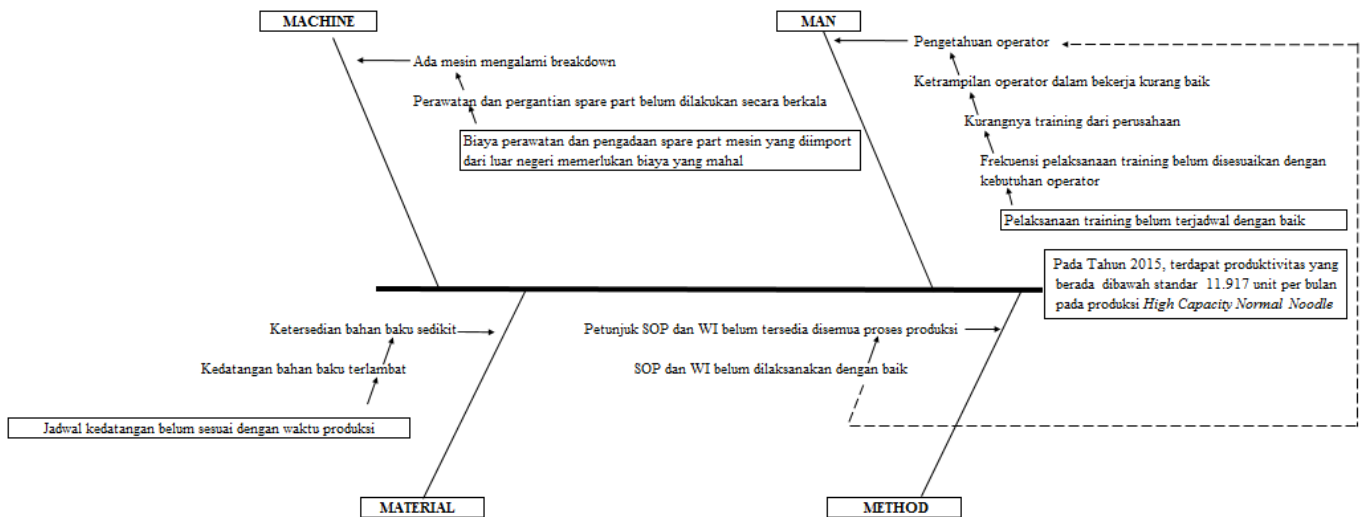 MACHINE
MAN
Pengetahuan operator
Ada mesin mengalami breakdown
Ketrampilan operator dalam bekerja kurang baik
Perawatan dan pergantian spare part belum dilakukan secara berkala
Kurangnya training dari perusahaan
Biaya perawatan dan pengadaan spare part mesin yang diimport
dari luar negeri memerlukan biaya yang mahal
Frekuensi pelaksanaan training belum disesuaikan dengan
kebutuhan operator
Pelaksanaan training belum terjadwal dengan baik
Pada Tahun 2015, terdapat produktivitas yang
berada dibawah standar 11.917 unit per bulan
pada produksi High Capacity Normal Noodle
Ketersedian bahan baku sedikit
Petunjuk SOP dan WI belum tersedia disemua proses produksi
Kedatangan bahan baku terlambat
SOP dan WI belum dilaksanakan dengan baik
Jadwal kedatangan belum sesuai dengan waktu produksi
MATERIAL
METHOD